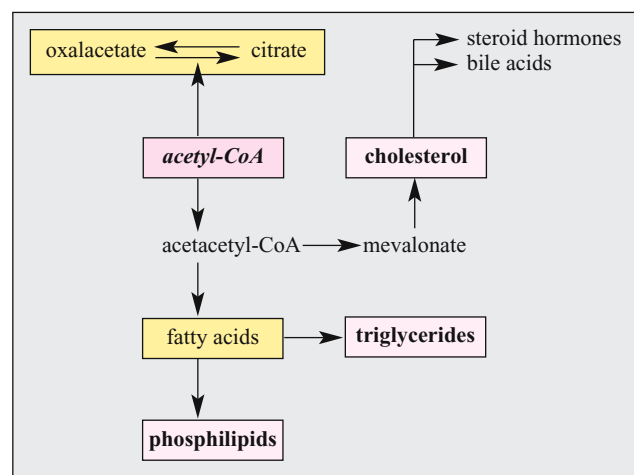 oxalacetate citrate
steroid hormones
bile acids
acetyl-CoA
cholesterol
acetacetyl-CoA
mevalonate
fatty acids
triglycerides
phosphilipids